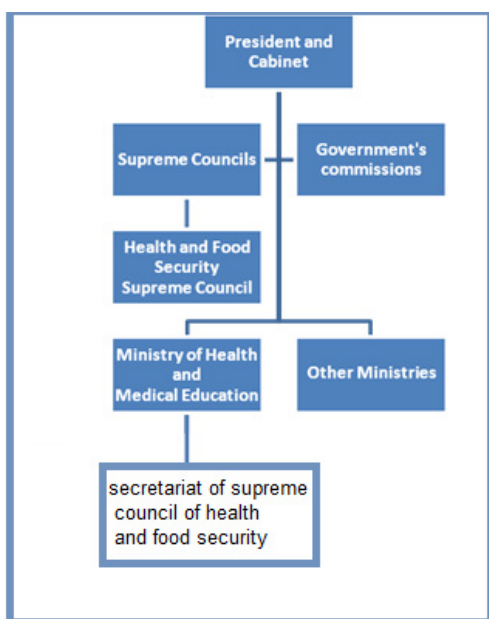 President and
Cabinet
Supreme Councils
Government's
commissions
Health and Food
Security
Supreme Council
Ministry of Health
and
Medical Education
Other Ministries
secretariat of supreme
council of health
and food security